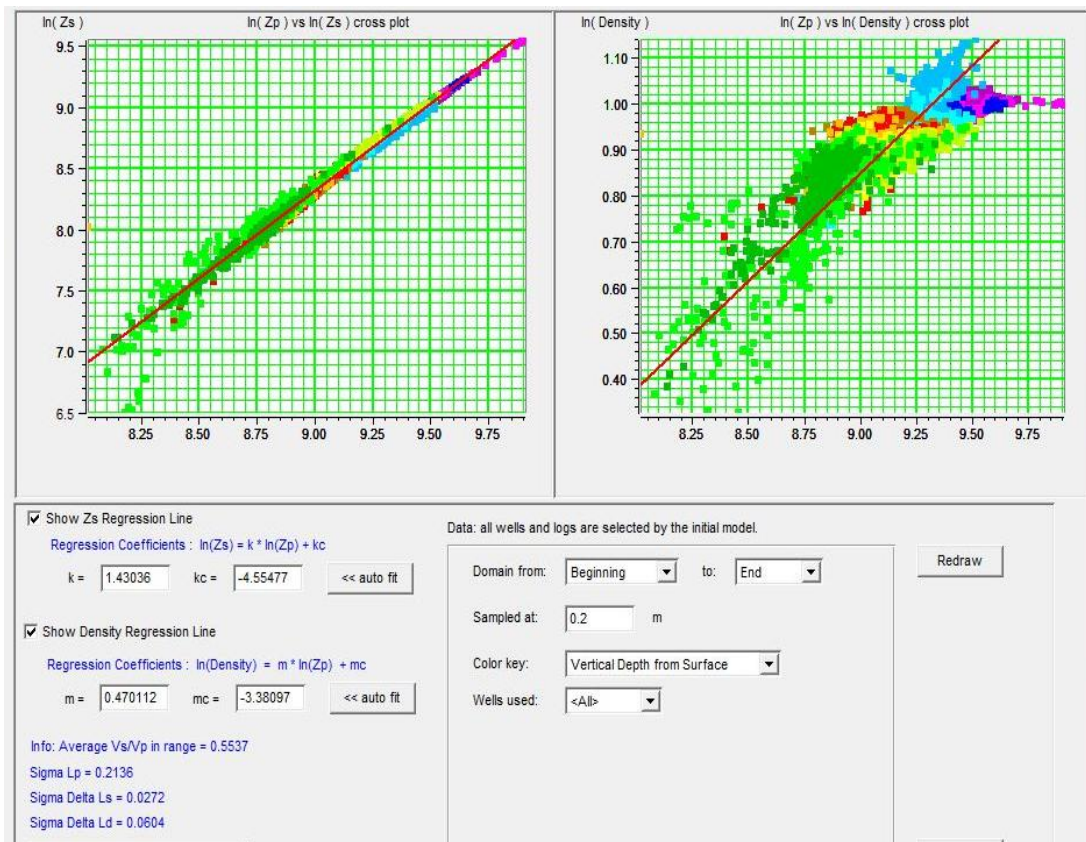 ln( Zs )
ln( Zp ) vs ln( Zs ) cross plot
9.5
9.0
8.5
8.0
7.5
7.0
6.5
8.25 8.50 8.75 9.00 9.25 9.50 9.75
ln( Density )
ln( Zp ) vs ln( Density ) cross plot
1.10
1.00
0.90
0.80
0.70
0.60
0.50
0.40
8.25 8.50 8.75 9.00 9.25 9.50 9.75
Show Zs Regression Line
Regression Coefficients : ln(Zs) = k * ln(Zp) + kc
k = 1.43036 kc = -4.55477 << auto fit
Show Density Regression Line
Regression Coefficients : ln(Density) = m * ln(Zp) + mc
m = 0.470112 mc = -3.38097 << auto fit
Info: Average Vs/Vp in range = 0.5537
Sigma Lp = 0.2136
Sigma Delta Ls = 0.0272
Sigma Delta Ld = 0.0604
Data: all wells and logs are selected by the initial model.
Domain from: Beginning to: End
Sampled at: 0.2 m
Color key: Vertical Depth from Surface
Wells used: <All>
Redraw